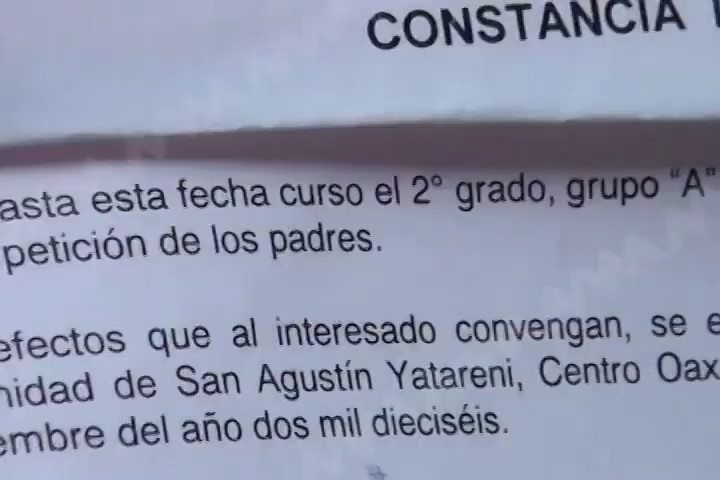 CONSTANCIA
asta esta fecha curso el 2° grado, grupo “A”
petición de los padres.
efectos que al interesado convengan, se e
nidad de San Agustín Yatareni, Centro Oax
embre del año dos mil dieciséis.